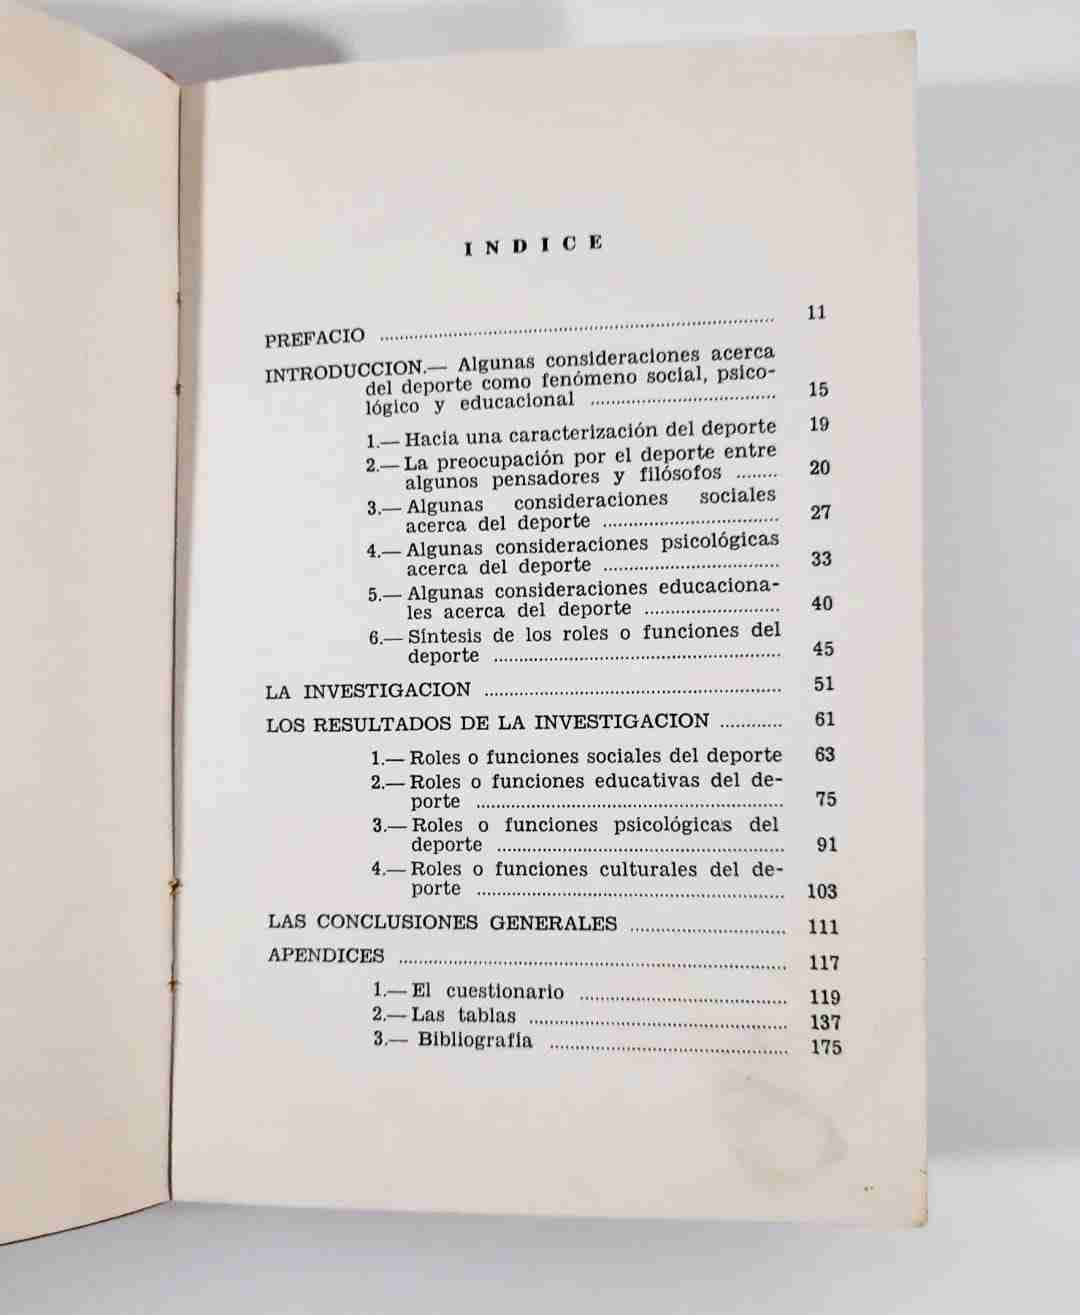 INDICE
PREFACIO ........ 11
INTRODUCCION.— Algunas consideraciones acerca
del deporte como fenómeno social, psico-
lógico y educacional ........ 15
1.— Hacia una caracterización del deporte 19
2.— La preocupación por el deporte entre
algunos pensadores y filósofos ........ 20
3.— Algunas consideraciones sociales
acerca del deporte ........ 27
4.— Algunas consideraciones psicológicas
acerca del deporte ........ 33
5.— Algunas consideraciones educaciona-
les acerca del deporte ........ 40
6.— Síntesis de los roles o funciones del
deporte ........ 45
LA INVESTIGACION ........ 51
LOS RESULTADOS DE LA INVESTIGACION ........ 61
1.— Roles o funciones sociales del deporte 63
2.— Roles o funciones educativas del de-
porte ........ 75
3.— Roles o funciones psicológicas del
deporte ........ 91
4.— Roles o funciones culturales del de-
porte ........ 103
LAS CONCLUSIONES GENERALES ........ 111
APENDICES ........ 117
1.— El cuestionario ........ 119
2.— Las tablas ........ 137
3.— Bibliografía ........ 175